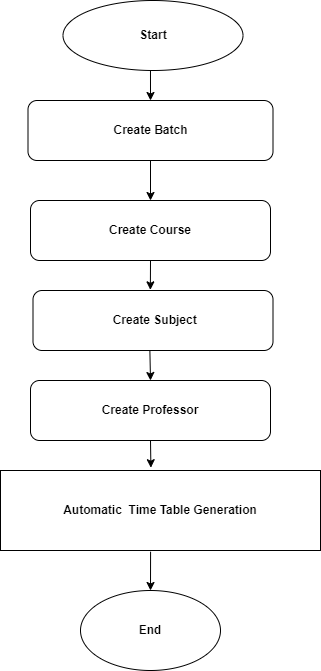 Start
Create Batch
Create Course
Create Subject
Create Professor
Automatic  Time Table Generation
End